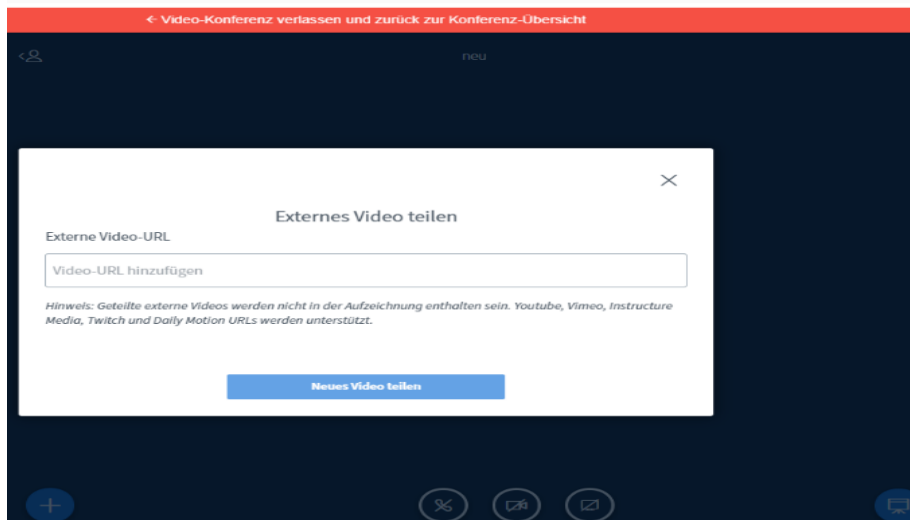 ← Video-Konferenz verlassen und zurück zur Konferenz-Übersicht
neu
Externes Video teilen
Externe Video-URL
Video-URL hinzufügen
Hinweis: Geteilte externe Videos werden nicht in der Aufzeichnung enthalten sein. Youtube, Vimeo, Instructure
Media, Twitch und Daily Motion URLs werden unterstützt.
Neues Video teilen